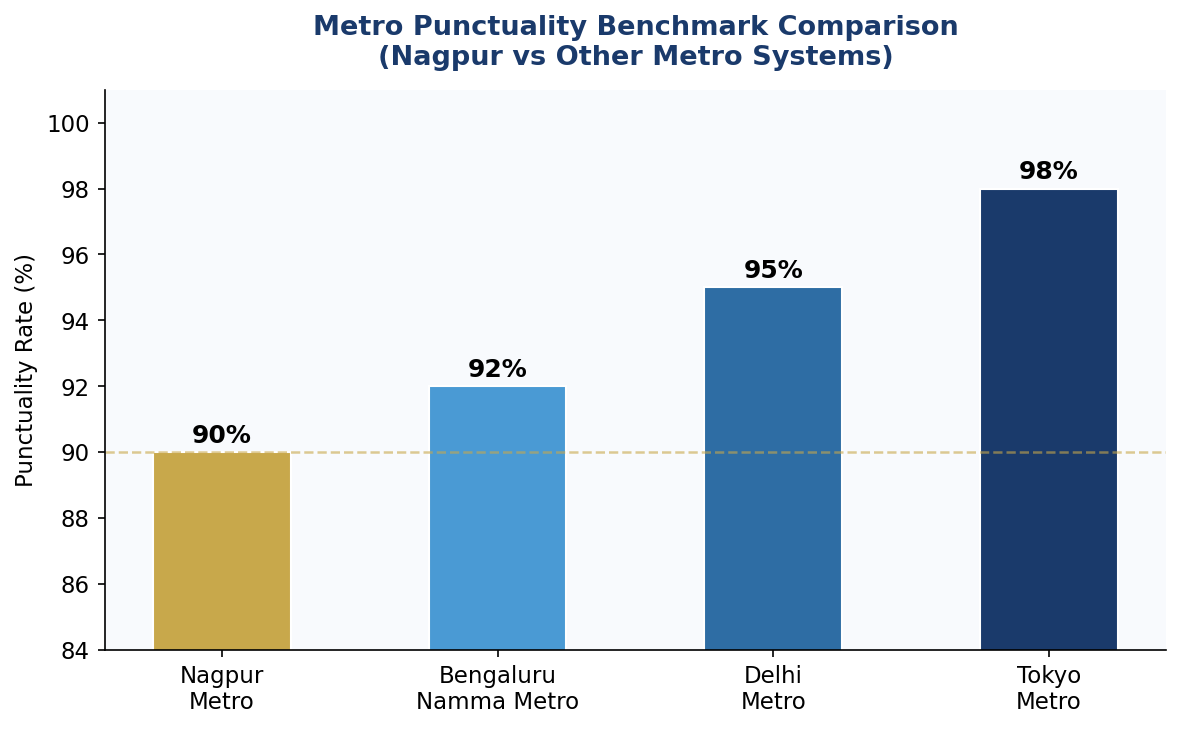 Metro Punctuality Benchmark Comparison
(Nagpur vs Other Metro Systems)
Punctuality Rate (%)
100
98
96
94
92
90
88
86
84
90%
92%
95%
98%
Nagpur
Metro
Bengaluru
Namma Metro
Delhi
Metro
Tokyo
Metro